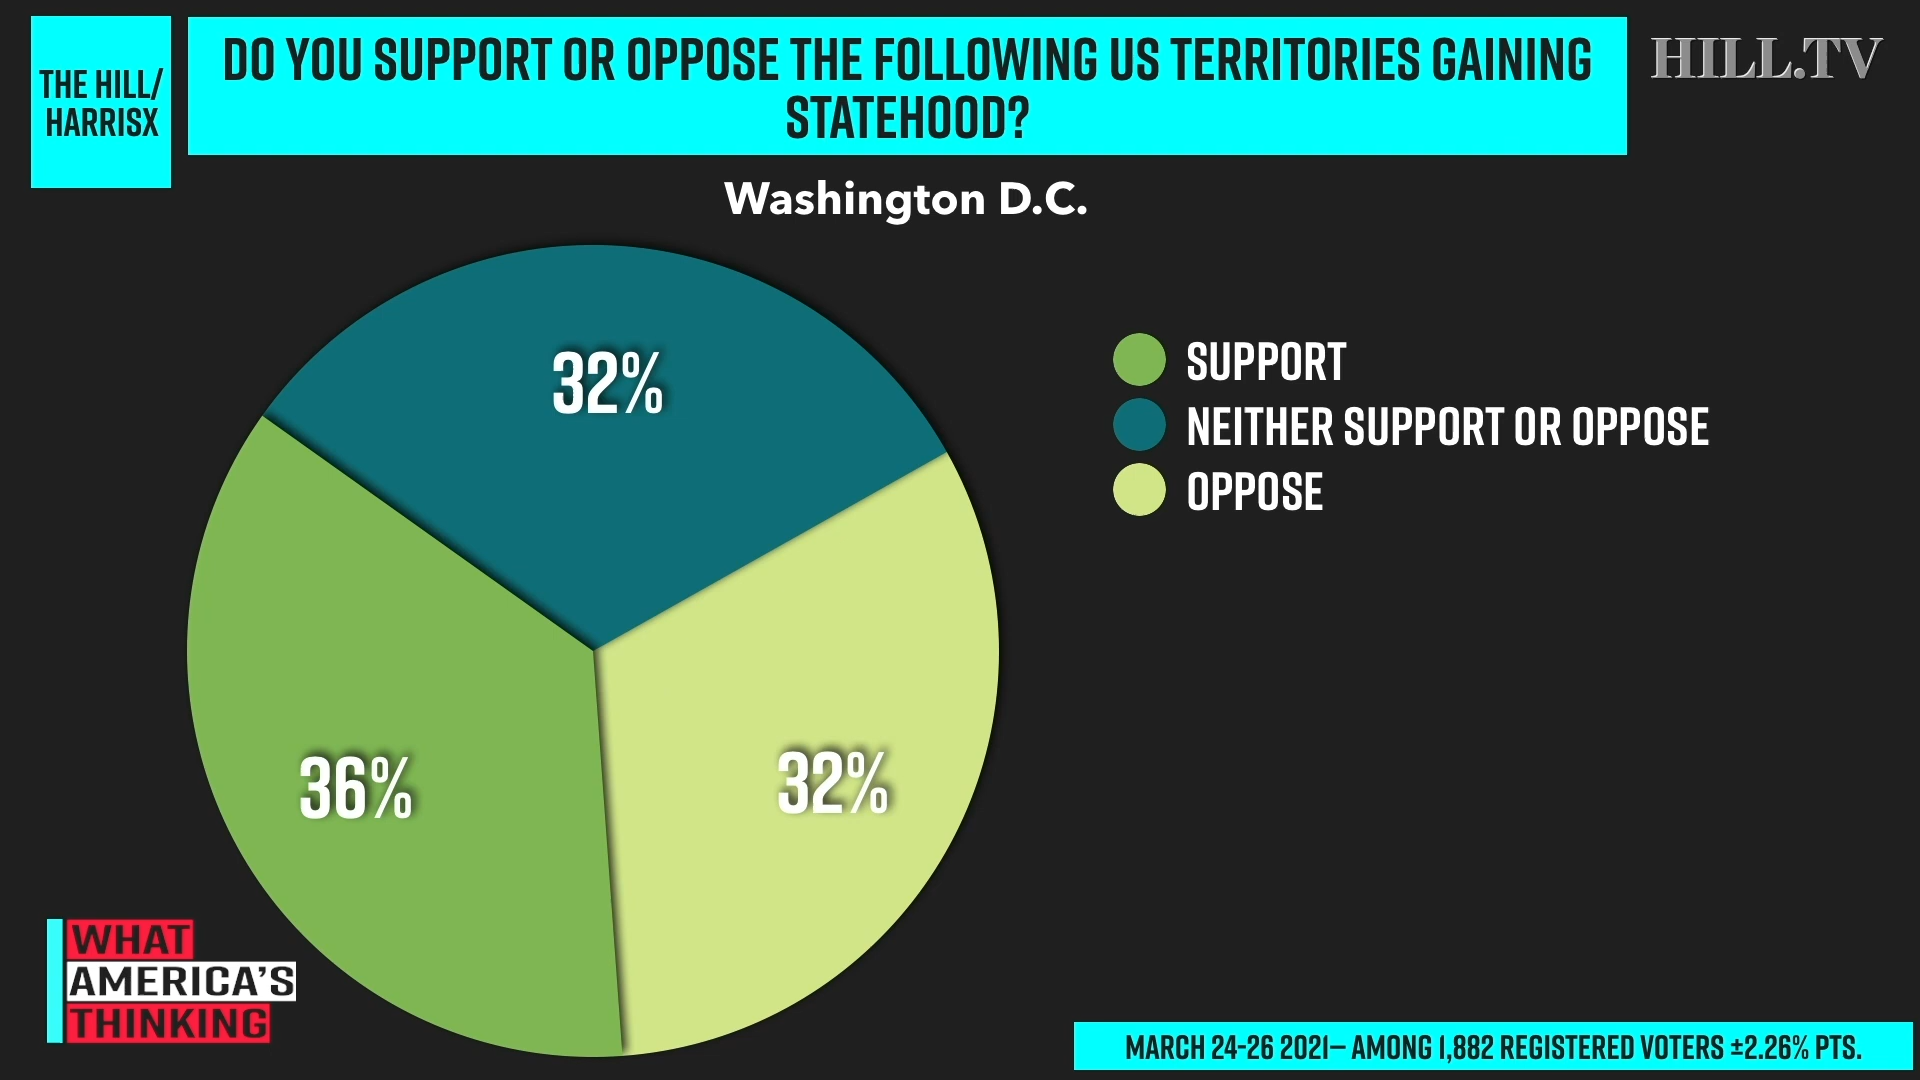 THE HILL/
HARRISX
DO YOU SUPPORT OR OPPOSE THE FOLLOWING US TERRITORIES GAINING
STATEHOOD?
HILL.TV
Washington D.C.
32%
36%
32%
SUPPORT
NEITHER SUPPORT OR OPPOSE
OPPOSE
WHAT
AMERICA'S
THINKING
MARCH 24-26 2021– AMONG 1,882 REGISTERED VOTERS ±2.26% PTS.